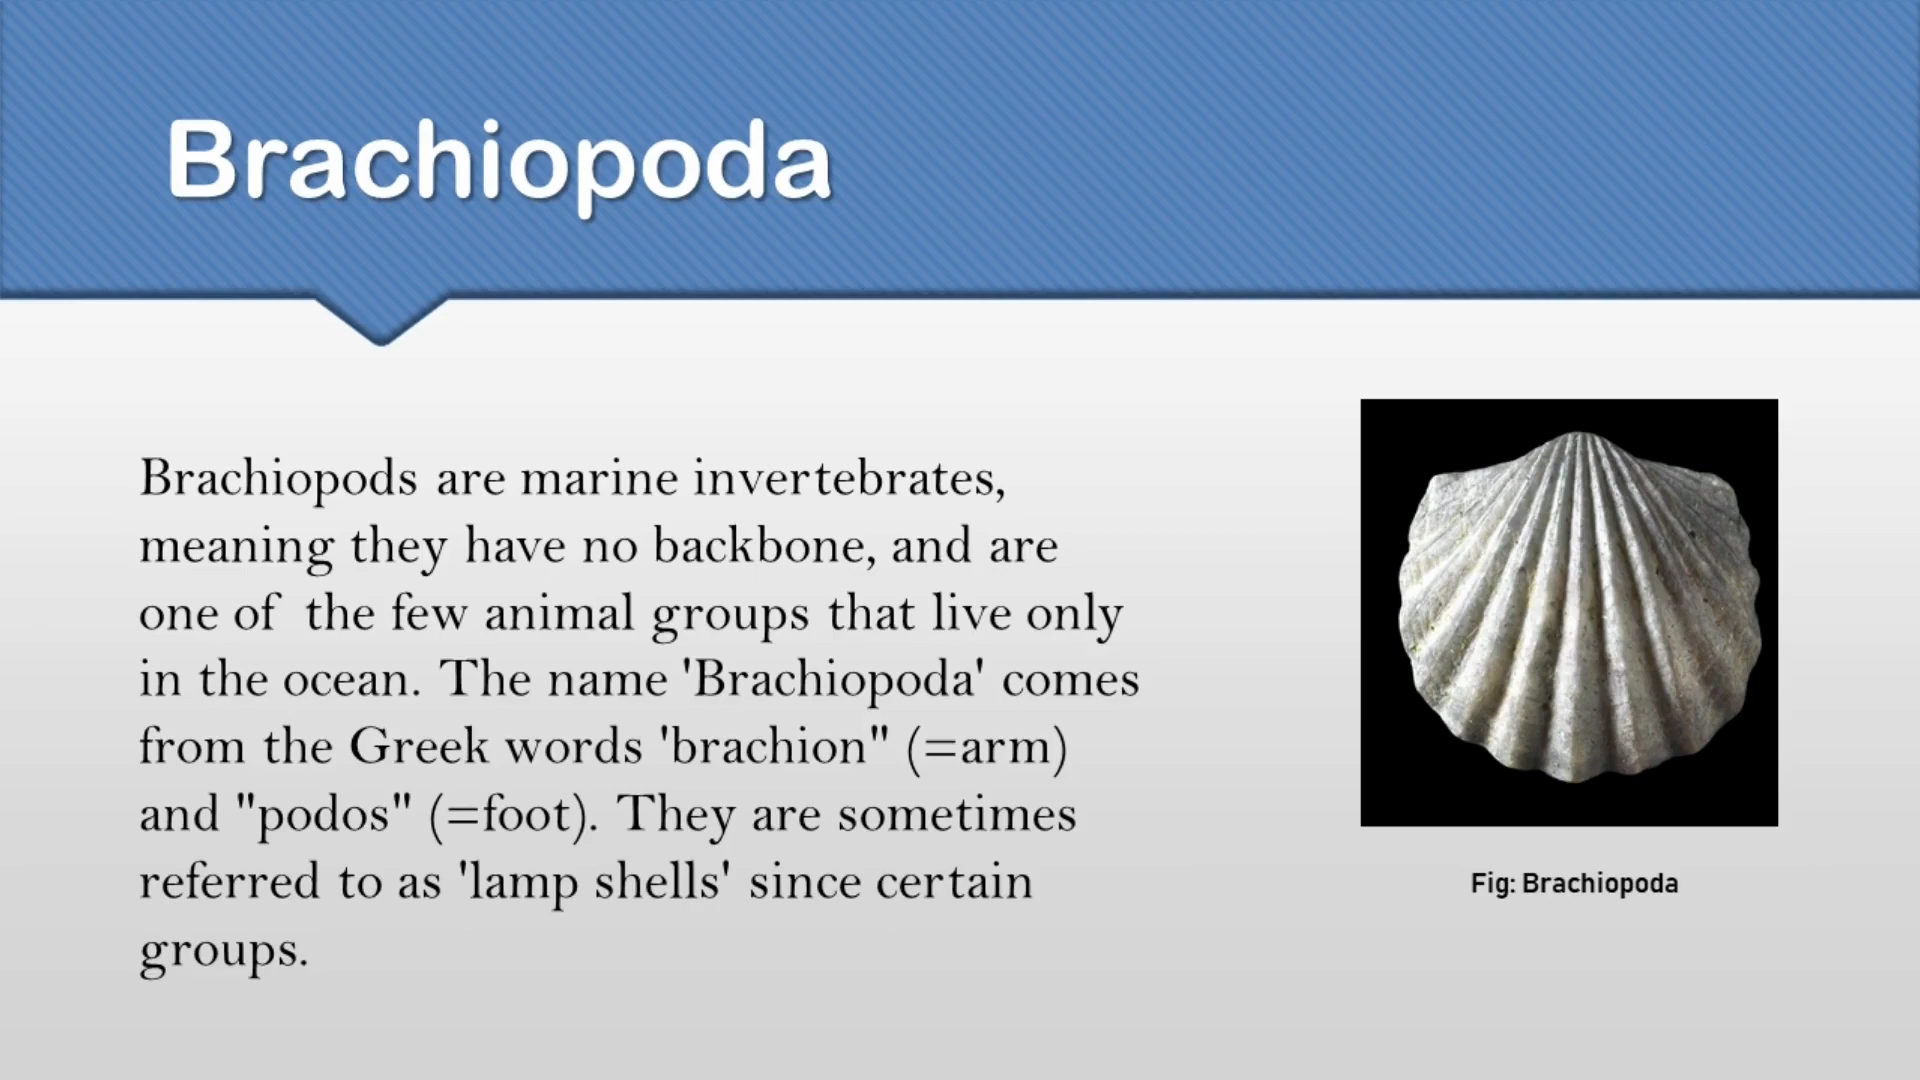 Brachiopoda
Brachiopods are marine invertebrates,
meaning they have no backbone, and are
one of the few animal groups that live only
in the ocean. The name 'Brachiopoda' comes
from the Greek words 'brachion" (=arm)
and "podos" (=foot). They are sometimes
referred to as 'lamp shells' since certain
groups.
Fig: Brachiopoda